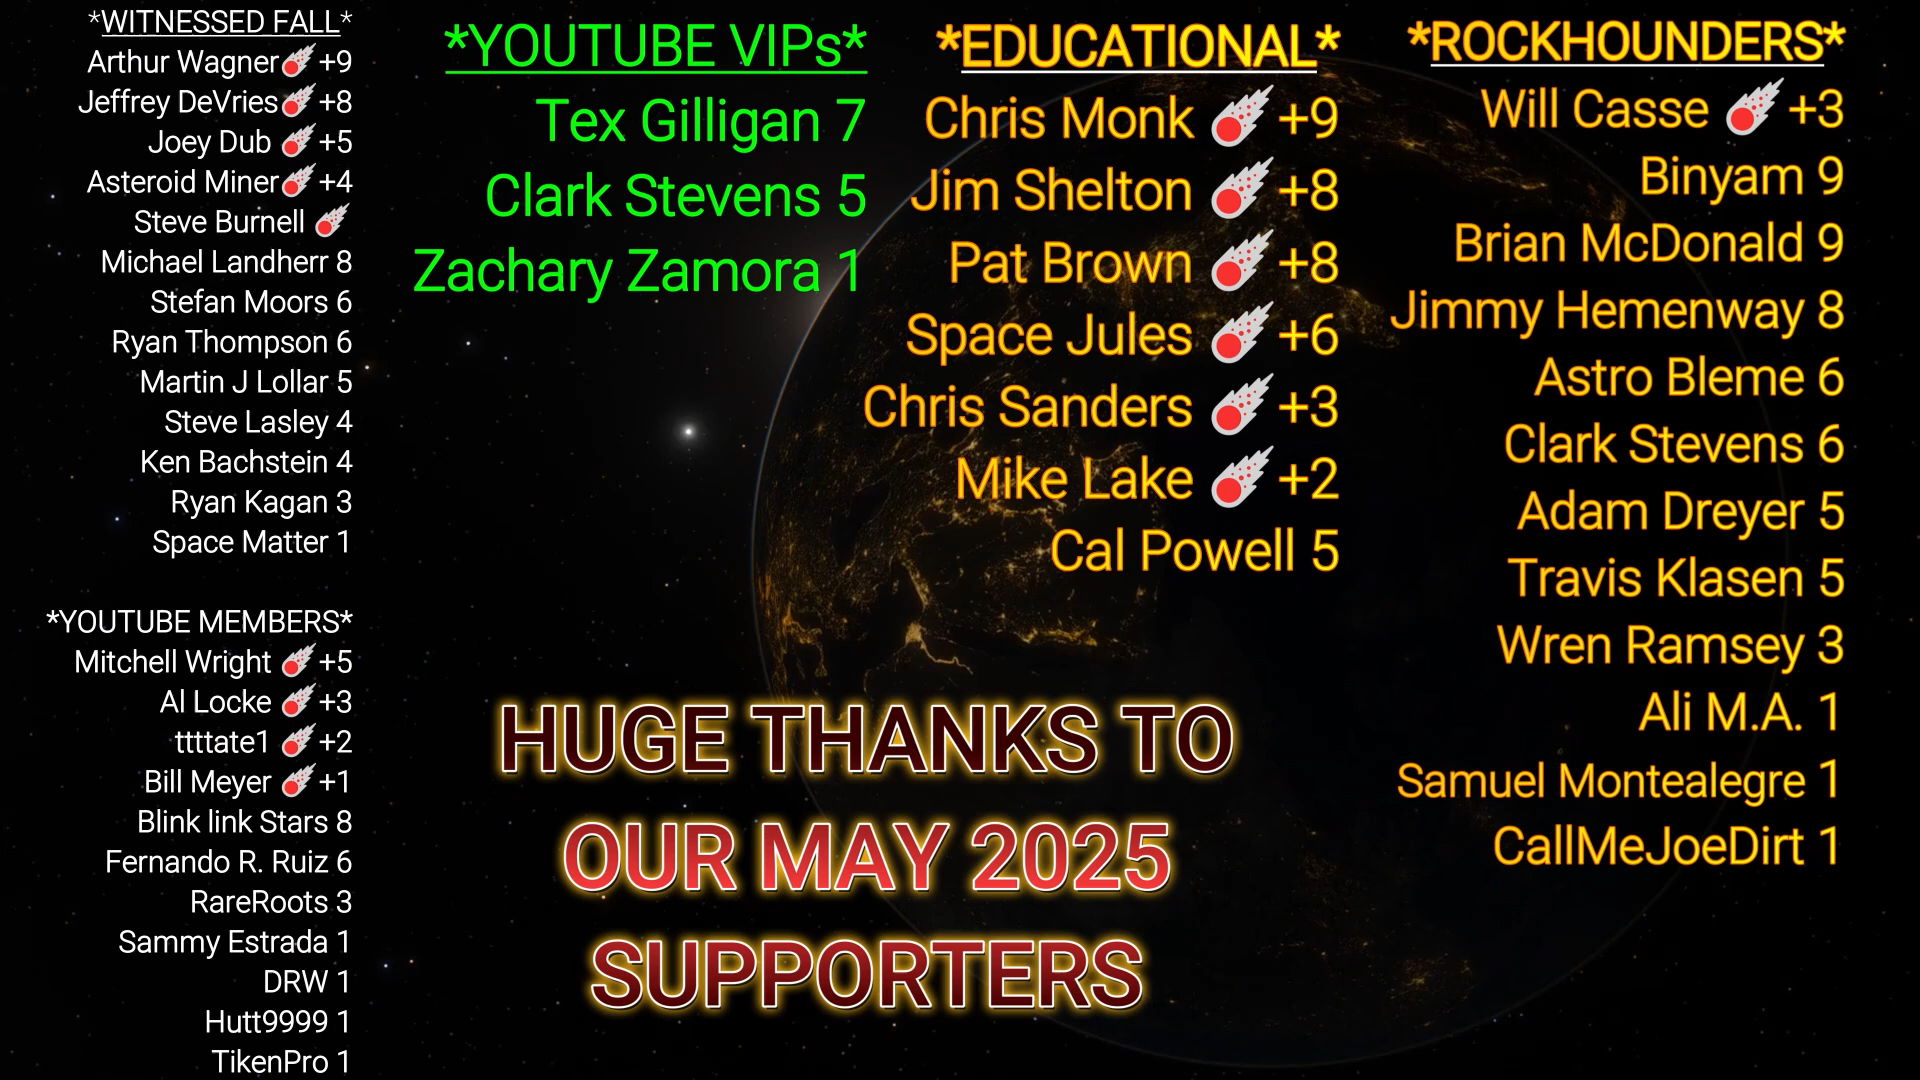 *WITNESSED FALL*
Arthur Wagner☄️ +9
Jeffrey DeVries☄️ +8
Joey Dub ☄️ +5
Asteroid Miner☄️ +4
Steve Burnell ☄️
Michael Landherr 8
Stefan Moors 6
Ryan Thompson 6
Martin J Lollar 5
Steve Lasley 4
Ken Bachstein 4
Ryan Kagan 3
Space Matter 1
*YOUTUBE MEMBERS*
Mitchell Wright ☄️ +5
Al Locke ☄️ +3
ttttate1 ☄️ +2
Bill Meyer ☄️ +1
Blink link Stars 8
Fernando R. Ruiz 6
RareRoots 3
Sammy Estrada 1
DRW 1
Hutt9999 1
TikenPro 1
*YOUTUBE VIPs*
Tex Gilligan 7
Clark Stevens 5
Zachary Zamora 1
*EDUCATIONAL*
Chris Monk ☄️ +9
Jim Shelton ☄️ +8
Pat Brown ☄️ +8
Space Jules ☄️ +6
Chris Sanders ☄️ +3
Mike Lake ☄️ +2
Cal Powell 5
*ROCKHOUNDERS*
Will Casse ☄️ +3
Binyam 9
Brian McDonald 9
Jimmy Hemenway 8
Astro Bleme 6
Clark Stevens 6
Adam Dreyer 5
Travis Klasen 5
Wren Ramsey 3
Ali M.A. 1
Samuel Montealegre 1
CallMeJoeDirt 1
HUGE THANKS TO
OUR MAY 2025
SUPPORTERS